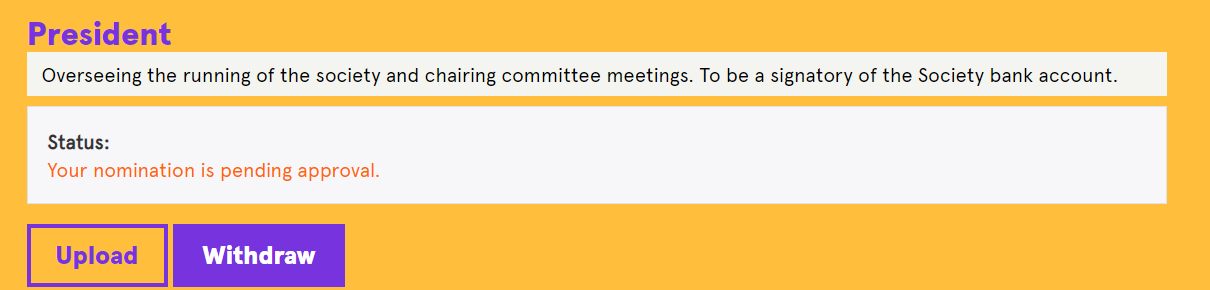 President
Overseeing the running of the society and chairing committee meetings. To be a signatory of the Society bank account.
Status:
Your nomination is pending approval.
Upload Withdraw